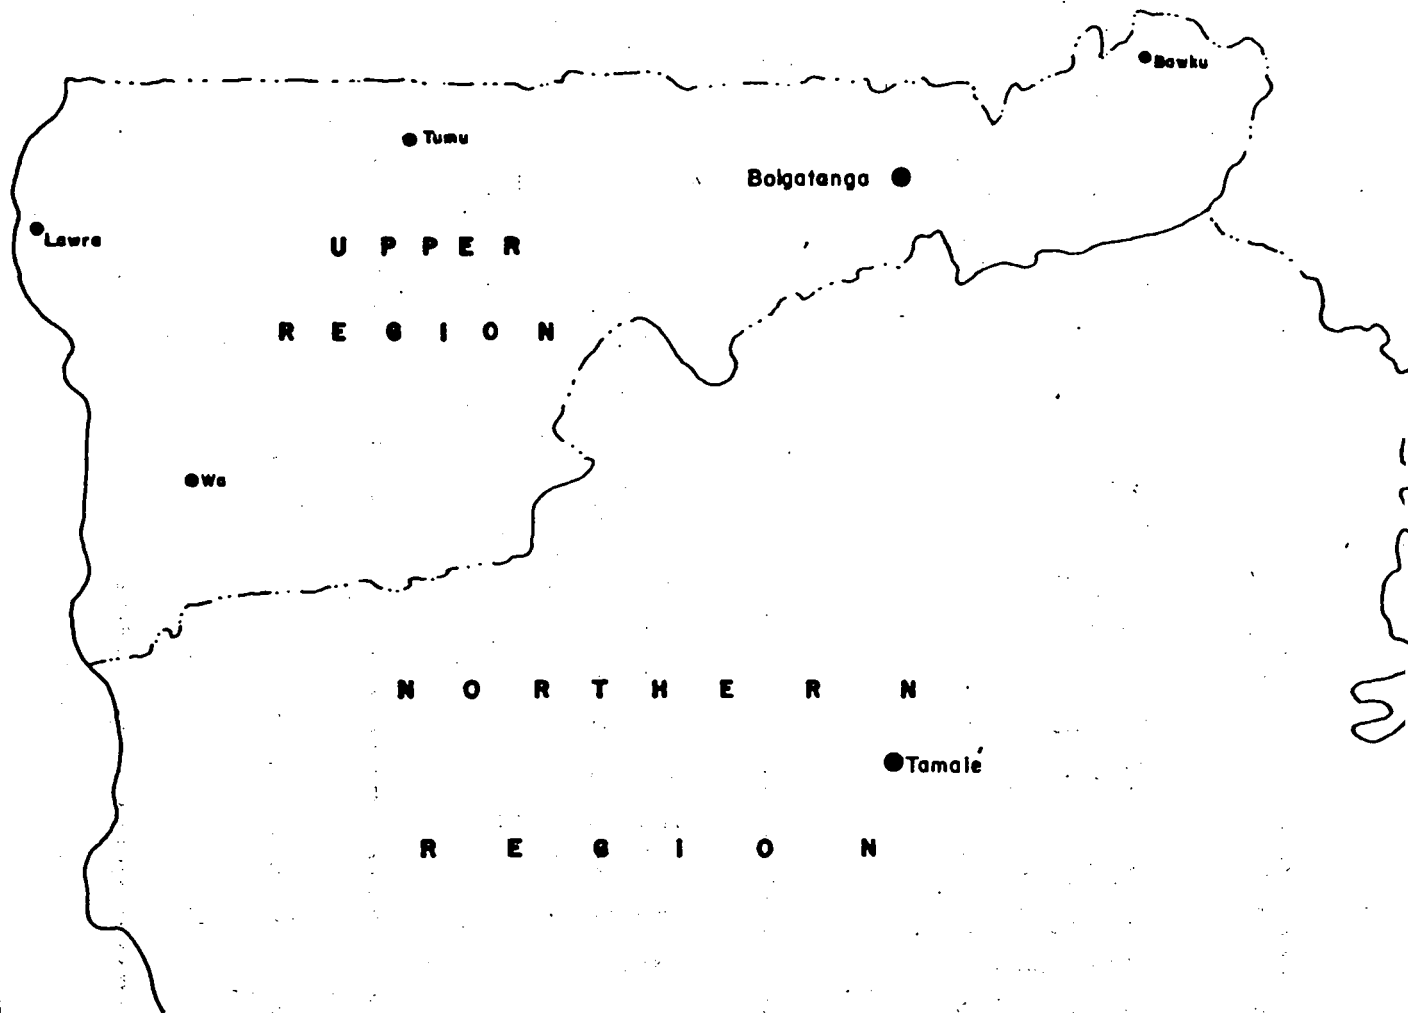 Bawku
Tumu
Bolgatanga
Lawra
UPPER
REGION
Wa
NORTHERN
Tamale
REGION